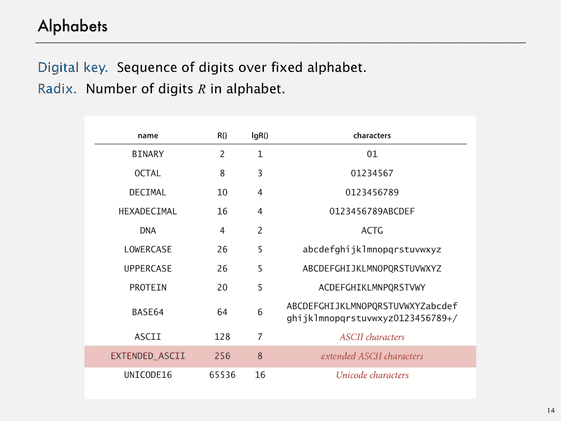 Alphabets
Digital key. Sequence of digits over fixed alphabet.
Radix. Number of digits R in alphabet.
name R() lgR() characters
BINARY 2 1 01
OCTAL 8 3 01234567
DECIMAL 10 4 0123456789
HEXADECIMAL 16 4 0123456789ABCDEF
DNA 4 2 ACTG
LOWERCASE 26 5 abcdefghijklmnopqrstuvwxyz
UPPERCASE 26 5 ABCDEFGHIJKLMNOPQRSTUVWXYZ
PROTEIN 20 5 ACDEFGHIKLMNPQRSTVWY
BASE64 64 6 ABCDEFGHIJKLMNOPQRSTUVWXYZabcdef
ghijklmnopqrstuvwxyz0123456789+/
ASCII 128 7 ASCII characters
EXTENDED_ASCII 256 8 extended ASCII characters
UNICODE16 65536 16 Unicode characters
14